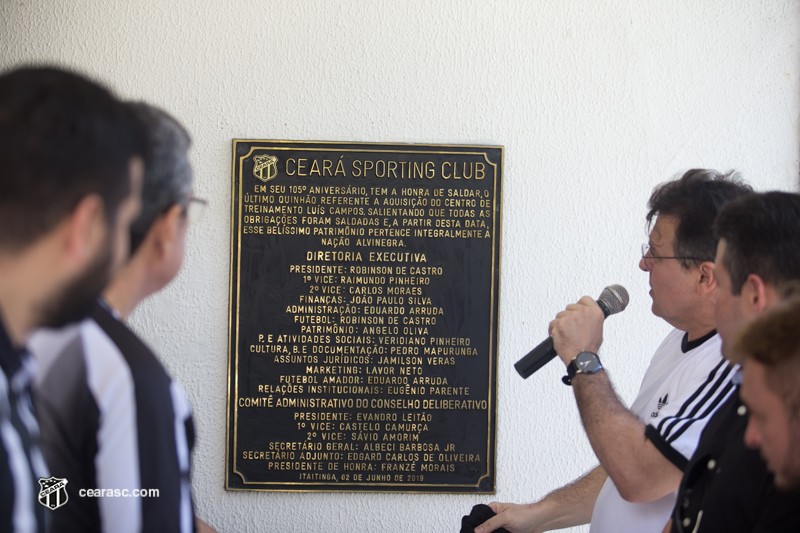 CEARÁ SPORTING CLUB
EM SEU 105º ANIVERSÁRIO, TEM A HONRA DE SALDAR, O
ÚLTIMO QUINHÃO REFERENTE A AQUISIÇÃO DO CENTRO DE
TREINAMENTO LUÍS CAMPOS. SALIENTANDO QUE TODAS AS
OBRIGAÇÕES FORAM SALDADAS E, A PARTIR DESTA DATA,
ESSE BELÍSSIMO PATRIMÔNIO PERTENCE INTEGRALMENTE À
NAÇÃO ALVINEGRA.
DIRETORIA EXECUTIVA
PRESIDENTE: ROBINSON DE CASTRO
1º VICE: RAIMUNDO PINHEIRO
2º VICE: CARLOS MORAES
FINANÇAS: JOÃO PAULO SILVA
ADMINISTRAÇÃO: EDUARDO ARRUDA
FUTEBOL: ROBINSON DE CASTRO
PATRIMÔNIO: ANGELO OLIVA
P. E ATIVIDADES SOCIAIS: VERIDIANO PINHEIRO
CULTURA, B. E DOCUMENTAÇÃO: PEDRO MAPURUNGA
ASSUNTOS JURÍDICOS: JAMILSON VERAS
MARKETING: LAVOR NETO
FUTEBOL AMADOR: EDUARDO ARRUDA
RELAÇÕES INSTITUCIONAIS: EUGÊNIO PARENTE
COMITÊ ADMINISTRATIVO DO CONSELHO DELIBERATIVO
PRESIDENTE: EVANDRO LEITÃO
1º VICE: CASTELO CAMURÇA
2º VICE: SÁVIO AMORIM
SECRETÁRIO GERAL: ALBECI BARBOSA JR
SECRETÁRIO ADJUNTO: EDGARD CARLOS DE OLIVEIRA
PRESIDENTE DE HONRA: FRANZÉ MORAIS
ITAITINGA, 02 DE JUNHO DE 2019
adidas
CEARÁ
cearasc.com